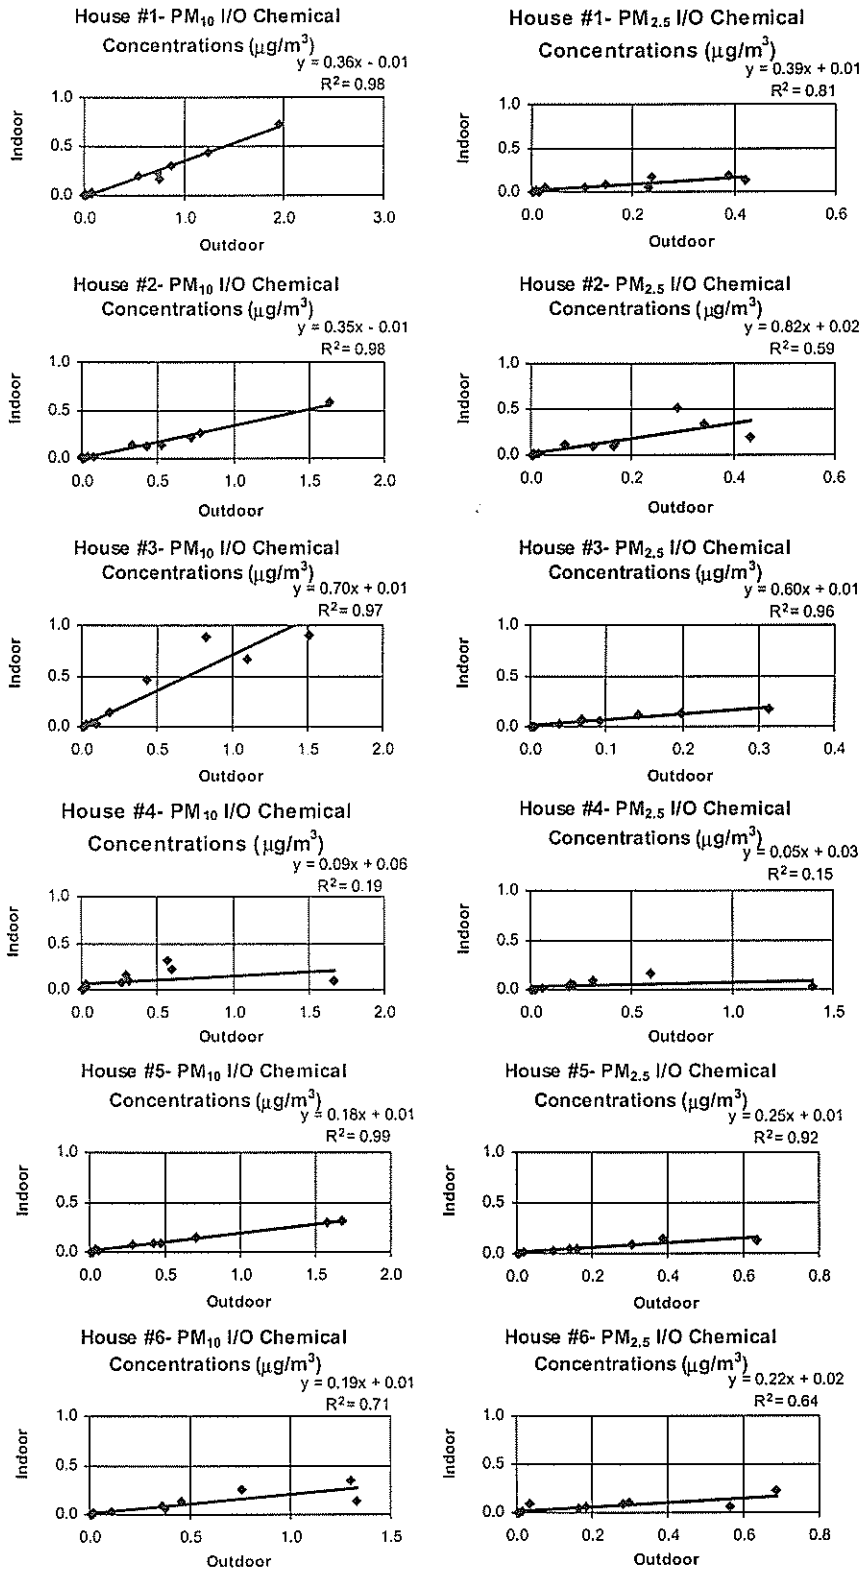 House #1- PM10 I/O Chemical
Concentrations (μg/m3)
y = 0.36x - 0.01
R2 = 0.98
Indoor
1.0
0.5
0.0
0.0 1.0 2.0 3.0
Outdoor
House #1- PM2.5 I/O Chemical
Concentrations (μg/m3)
y = 0.39x + 0.01
R2 = 0.81
Indoor
1.0
0.5
0.0
0.0 0.2 0.4 0.6
Outdoor
House #2- PM10 I/O Chemical
Concentrations (μg/m3)
y = 0.35x - 0.01
R2 = 0.98
Indoor
1.0
0.5
0.0
0.0 0.5 1.0 1.5 2.0
Outdoor
House #2- PM2.5 I/O Chemical
Concentrations (μg/m3)
y = 0.82x + 0.02
R2 = 0.59
Indoor
1.0
0.5
0.0
0.0 0.2 0.4 0.6
Outdoor
House #3- PM10 I/O Chemical
Concentrations (μg/m3)
y = 0.70x + 0.01
R2 = 0.97
Indoor
1.0
0.5
0.0
0.0 0.5 1.0 1.5 2.0
Outdoor
House #3- PM2.5 I/O Chemical
Concentrations (μg/m3)
y = 0.60x + 0.01
R2 = 0.96
Indoor
1.0
0.5
0.0
0.0 0.1 0.2 0.3 0.4
Outdoor
House #4- PM10 I/O Chemical
Concentrations (μg/m3)
y = 0.09x + 0.06
R2 = 0.19
Indoor
1.0
0.5
0.0
0.0 0.5 1.0 1.5 2.0
Outdoor
House #4- PM2.5 I/O Chemical
Concentrations (μg/m3)
y = 0.05x + 0.03
R2 = 0.15
Indoor
1.0
0.5
0.0
0.0 0.5 1.0 1.5
Outdoor
House #5- PM10 I/O Chemical
Concentrations (μg/m3)
y = 0.18x + 0.01
R2 = 0.99
Indoor
1.0
0.5
0.0
0.0 0.5 1.0 1.5 2.0
Outdoor
House #5- PM2.5 I/O Chemical
Concentrations (μg/m3)
y = 0.25x + 0.01
R2 = 0.92
Indoor
1.0
0.5
0.0
0.0 0.2 0.4 0.6 0.8
Outdoor
House #6- PM10 I/O Chemical
Concentrations (μg/m3)
y = 0.19x + 0.01
R2 = 0.71
Indoor
1.0
0.5
0.0
0.0 0.5 1.0 1.5
Outdoor
House #6- PM2.5 I/O Chemical
Concentrations (μg/m3)
y = 0.22x + 0.02
R2 = 0.64
Indoor
1.0
0.5
0.0
0.0 0.2 0.4 0.6 0.8
Outdoor